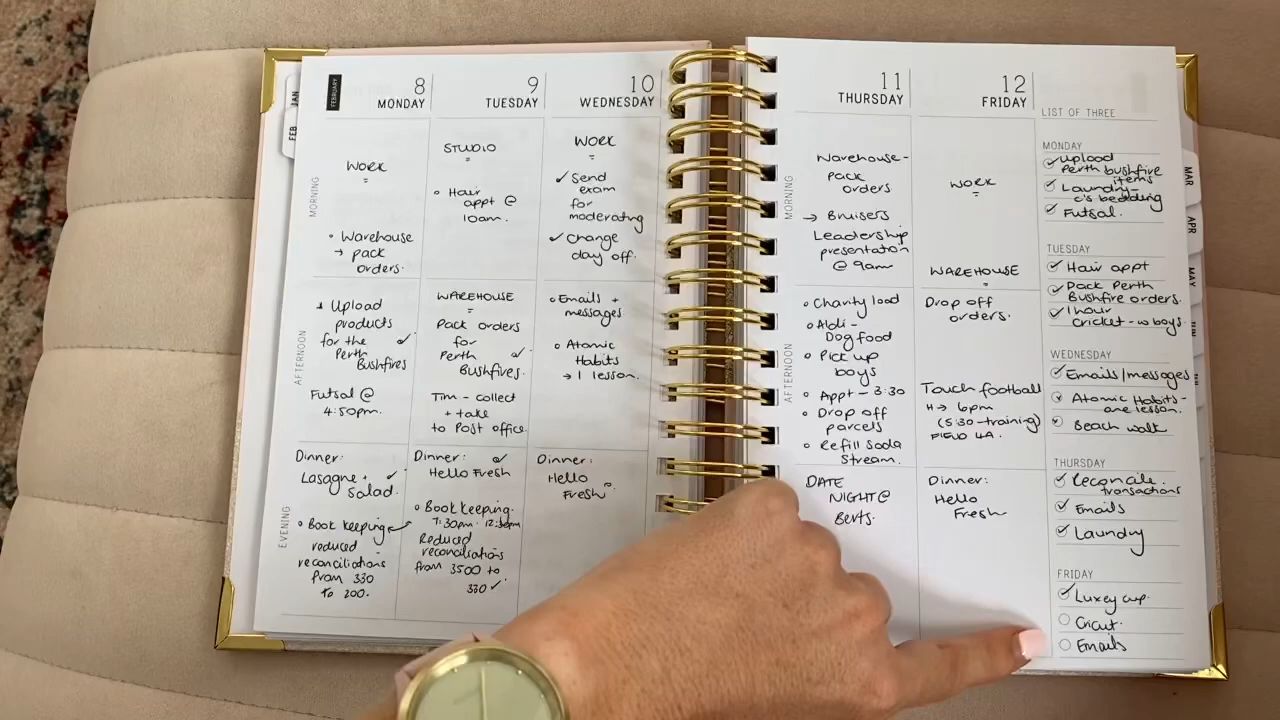 FEBRUARY
JAN
FEB
8
MONDAY
9
TUESDAY
10
WEDNESDAY
MORNING
AFTERNOON
EVENING
WORK
Warehouse
→ pack
orders.
Upload
products
for the
Perth
Bushfires
Futsal @
4:50pm.
Dinner:
Lasagne +
Salad.
Book keeping
reduced
reconciliations
from 330
to 200.
STUDIO
Hair
appt @
10am.
WAREHOUSE
Pack orders
for
Perth
Bushfires.
Tim - collect
+ take
to Post office.
Dinner:
Hello Fresh
Book keeping.
7:30pm - 12:30pm
Reduced
reconciliations
from 3500 to
330 ✓
WORK
✓ Send
exam
for
moderating
✓ Change
day off.
Emails +
messages
Atomic
Habits
→ 1 lesson.
Dinner:
Hello
Fresh.
11
THURSDAY
12
FRIDAY
LIST OF THREE
MORNING
AFTERNOON
Warehouse -
pack
orders
→ Bruisers
Leadership
presentation
@ 9am
Charity load
Aldi -
Dog food
Pick up
boys
Appt - 3:30
Drop off
parcels
Refill Soda
Stream.
DATE
NIGHT @
Berts.
WORK
WAREHOUSE
Drop off
orders.
Touch football
H → 6pm
(5:30-training)
FIELD 4A.
Dinner:
Hello
Fresh
MONDAY
Upload
Perth bushfire
items
Laundry -
c's bedding
Futsal.
TUESDAY
Hair appt
Pack Perth
Bushfire orders.
1 hour
cricket - w boys
WEDNESDAY
Emails/messages
Atomic Habits -
one lesson.
Beach walk
THURSDAY
Reconcile
transactions
Emails
Laundry
FRIDAY
Luxey cup.
Cricut.
Emails
MAR
APR
MAY